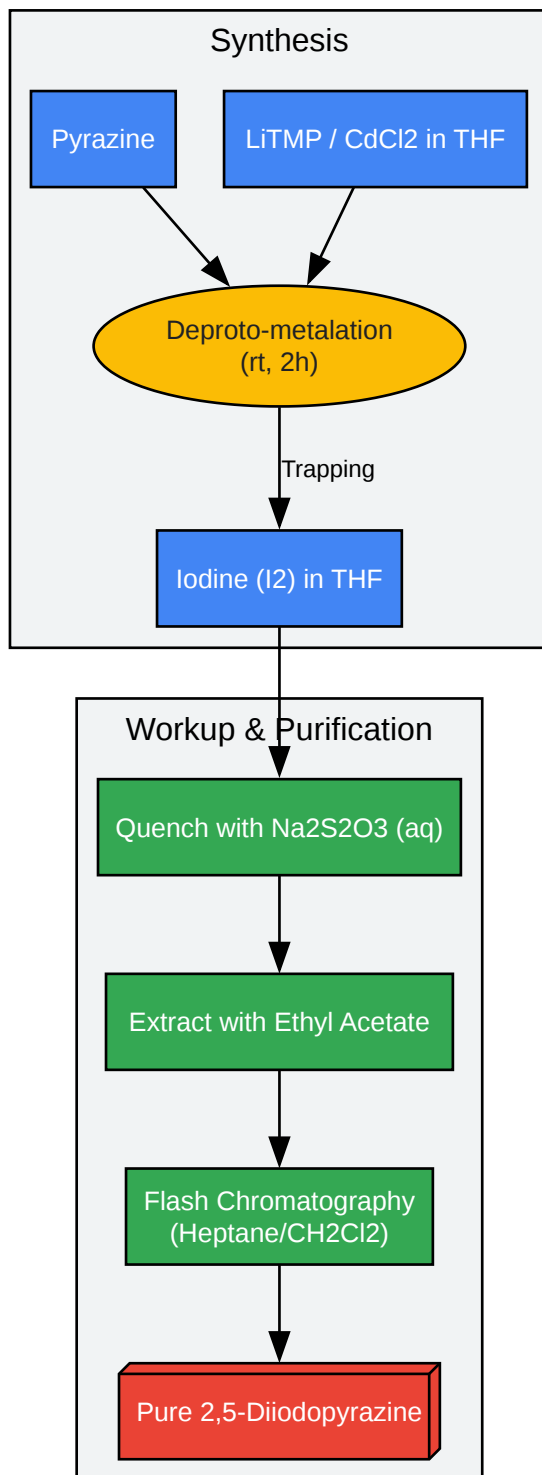 Synthesis
Pyrazine
LiTMP / CdCl2 in THF
Deproto-metalation
(rt, 2h)
Trapping
Iodine (I2) in THF
Workup & Purification
Quench with Na2S2O3 (aq)
Extract with Ethyl Acetate
Flash Chromatography
(Heptane/CH2Cl2)
Pure 2,5-Diiodopyrazine